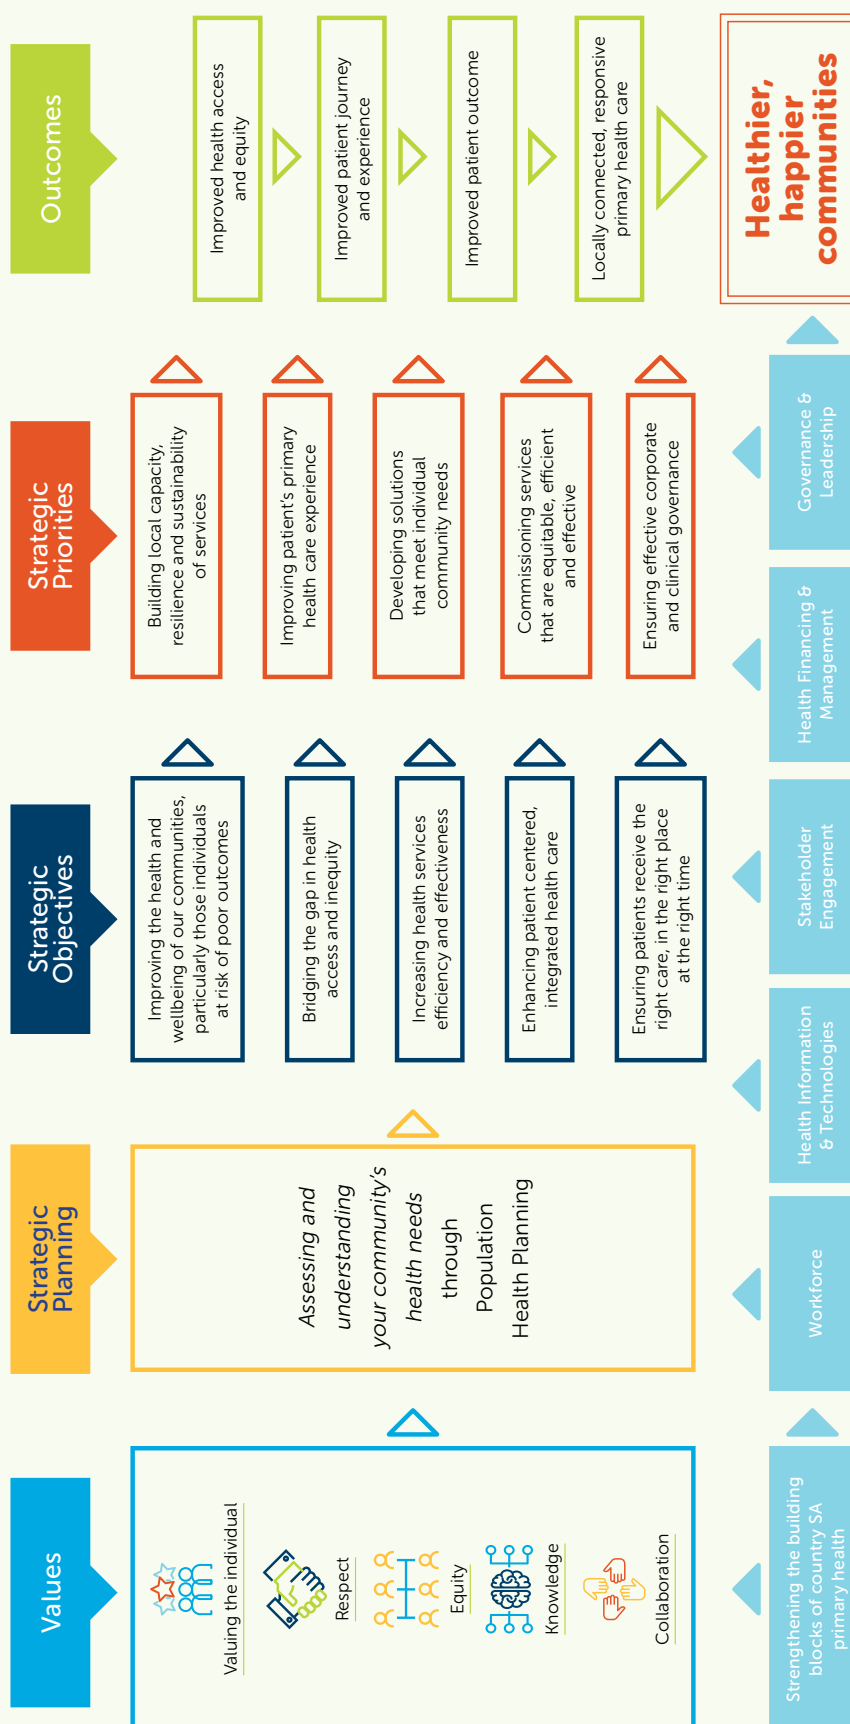 Values
Valuing the individual
Respect
Equity
Knowledge
Collaboration
Strategic
Planning
Assessing and
understanding
your community’s
health needs
through
Population
Health Planning
Strategic
Objectives
Improving the health and
wellbeing of our communities,
particularly those individuals
at risk of poor outcomes
Bridging the gap in health
access and inequity
Increasing health services
efficiency and effectiveness
Enhancing patient centered,
integrated health care
Ensuring patients receive the
right care, in the right place
at the right time
Strategic
Priorities
Building local capacity,
resilience and sustainability
of services
Improving patient’s primary
health care experience
Developing solutions
that meet individual
community needs
Commissioning services
that are equitable, efficient
and effective
Ensuring effective corporate
and clinical governance
Outcomes
Improved health access
and equity
Improved patient journey
and experience
Improved patient outcome
Locally connected, responsive
primary health care
Healthier,
happier
communities
Strengthening the building
blocks of country SA
primary health
Workforce
Health Information
& Technologies
Stakeholder
Engagement
Health Financing &
Management
Governance &
Leadership